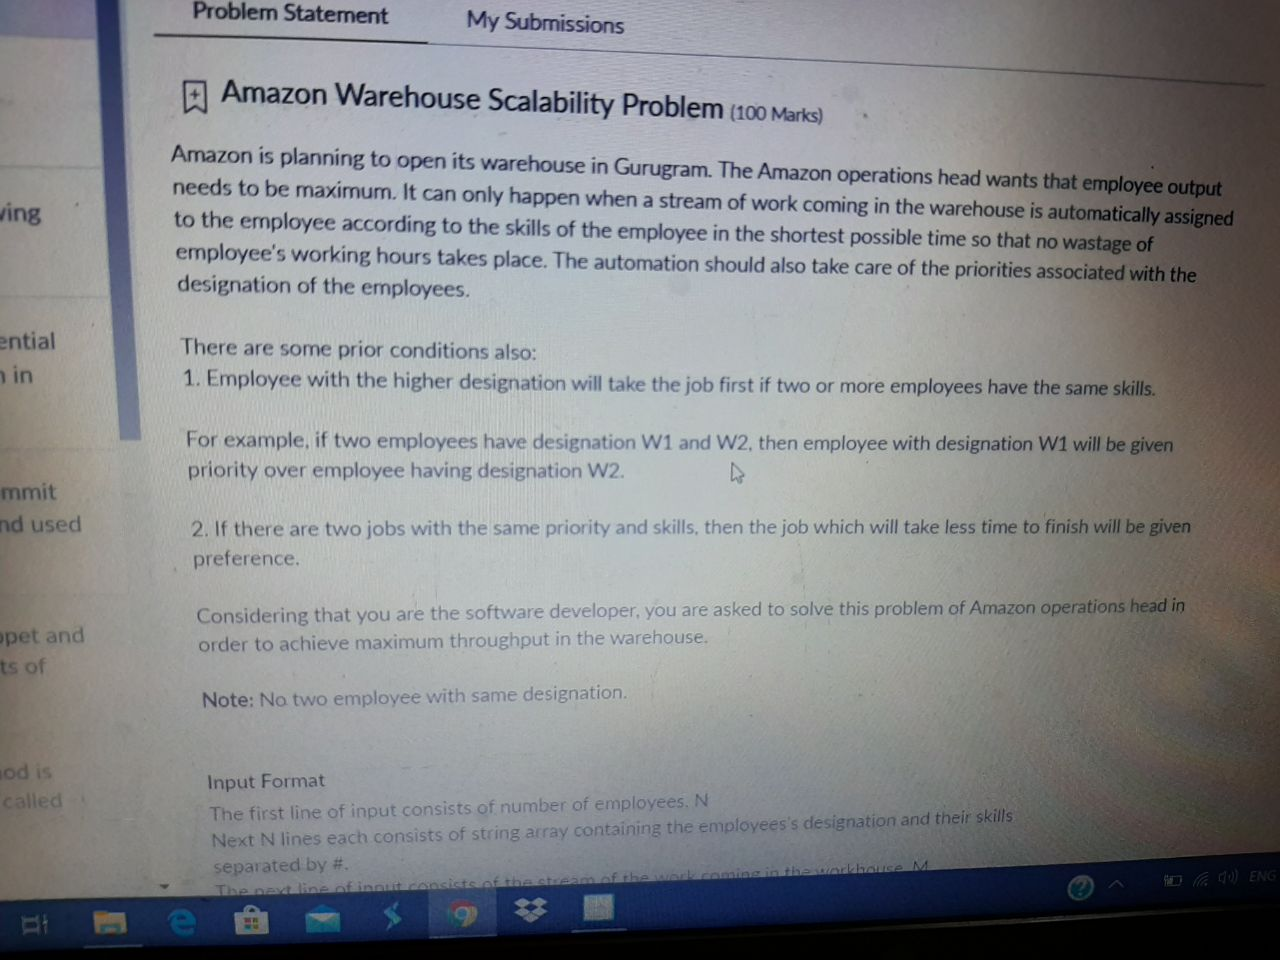 Problem Statement
My Submissions
Amazon Warehouse Scalability Problem (100 Marks)
Amazon is planning to open its warehouse in Gurugram. The Amazon operations head wants that employee output
needs to be maximum. It can only happen when a stream of work coming in the warehouse is automatically assigned
to the employee according to the skills of the employee in the shortest possible time so that no wastage of
employee's working hours takes place. The automation should also take care of the priorities associated with the
designation of the employees.
There are some prior conditions also:
1. Employee with the higher designation will take the job first if two or more employees have the same skills.
For example, if two employees have designation W1 and W2, then employee with designation W1 will be given
priority over employee having designation W2.
2. If there are two jobs with the same priority and skills, then the job which will take less time to finish will be given
preference.
Considering that you are the software developer, you are asked to solve this problem of Amazon operations head in
order to achieve maximum throughput in the warehouse.
Note: No two employee with same designation.
Input Format
The first line of input consists of number of employees, N
Next N lines each consists of string array containing the employees's designation and their skills
separated by #.
The next line of input consists of the stream of the work coming in the workhouse, M
ving
ential
n in
mmit
nd used
opet and
ts of
od is
called
ENG